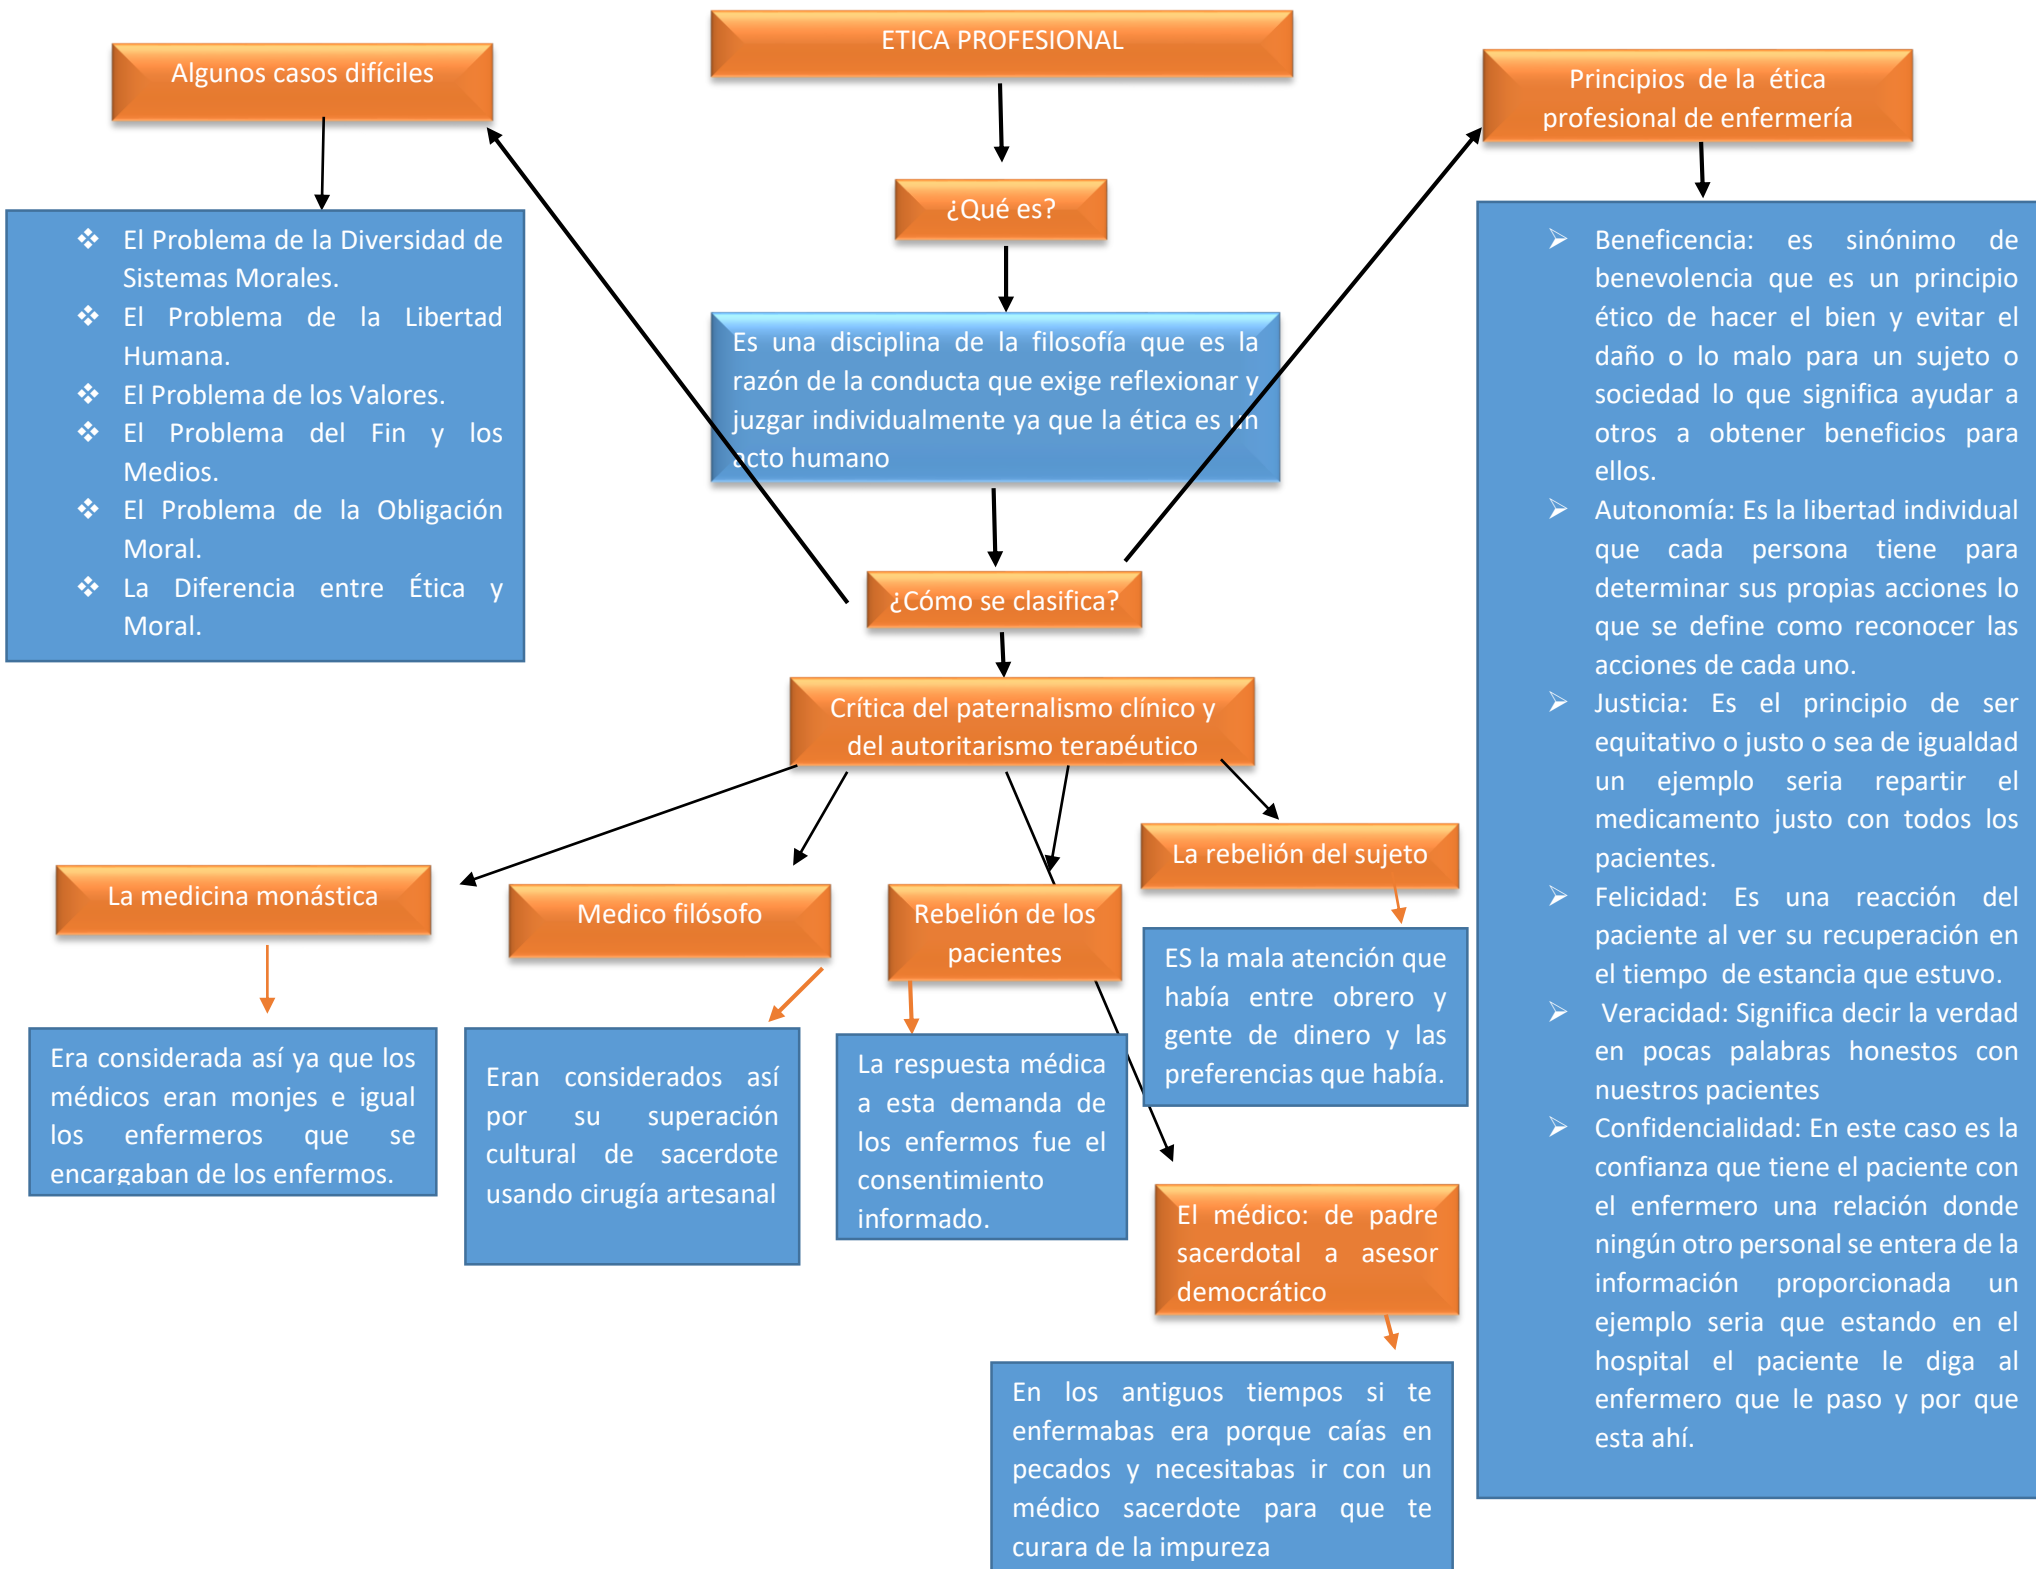 ETICA PROFESIONAL
Algunos casos difíciles
Principios de la ética
profesional de enfermería
¿Qué es?
❖ El Problema de la Diversidad de
Sistemas Morales.
❖ El Problema de la Libertad
Humana.
❖ El Problema de los Valores.
❖ El Problema del Fin y los
Medios.
❖ El Problema de la Obligación
Moral.
❖ La Diferencia entre Ética y
Moral.
Es una disciplina de la filosofía que es la
razón de la conducta que exige reflexionar y
juzgar individualmente ya que la ética es un
acto humano
¿Cómo se clasifica?
Crítica del paternalismo clínico y
del autoritarismo terapéutico
La medicina monástica
Era considerada así ya que los
médicos eran monjes e igual
los enfermeros que se
encargaban de los enfermos.
Medico filósofo
Eran considerados así
por su superación
cultural de sacerdote
usando cirugía artesanal
Rebelión de los
pacientes
La respuesta médica
a esta demanda de
los enfermos fue el
consentimiento
informado.
La rebelión del sujeto
ES la mala atención que
había entre obrero y
gente de dinero y las
preferencias que había.
El médico: de padre
sacerdotal a asesor
democrático
En los antiguos tiempos si te
enfermabas era porque caías en
pecados y necesitabas ir con un
médico sacerdote para que te
curara de la impureza
➢ Beneficencia: es sinónimo de
benevolencia que es un principio
ético de hacer el bien y evitar el
daño o lo malo para un sujeto o
sociedad lo que significa ayudar a
otros a obtener beneficios para
ellos.
➢ Autonomía: Es la libertad individual
que cada persona tiene para
determinar sus propias acciones lo
que se define como reconocer las
acciones de cada uno.
➢ Justicia: Es el principio de ser
equitativo o justo o sea de igualdad
un ejemplo seria repartir el
medicamento justo con todos los
pacientes.
➢ Felicidad: Es una reacción del
paciente al ver su recuperación en
el tiempo de estancia que estuvo.
➢ Veracidad: Significa decir la verdad
en pocas palabras honestos con
nuestros pacientes
➢ Confidencialidad: En este caso es la
confianza que tiene el paciente con
el enfermero una relación donde
ningún otro personal se entera de la
información proporcionada un
ejemplo seria que estando en el
hospital el paciente le diga al
enfermero que le paso y por que
esta ahí.